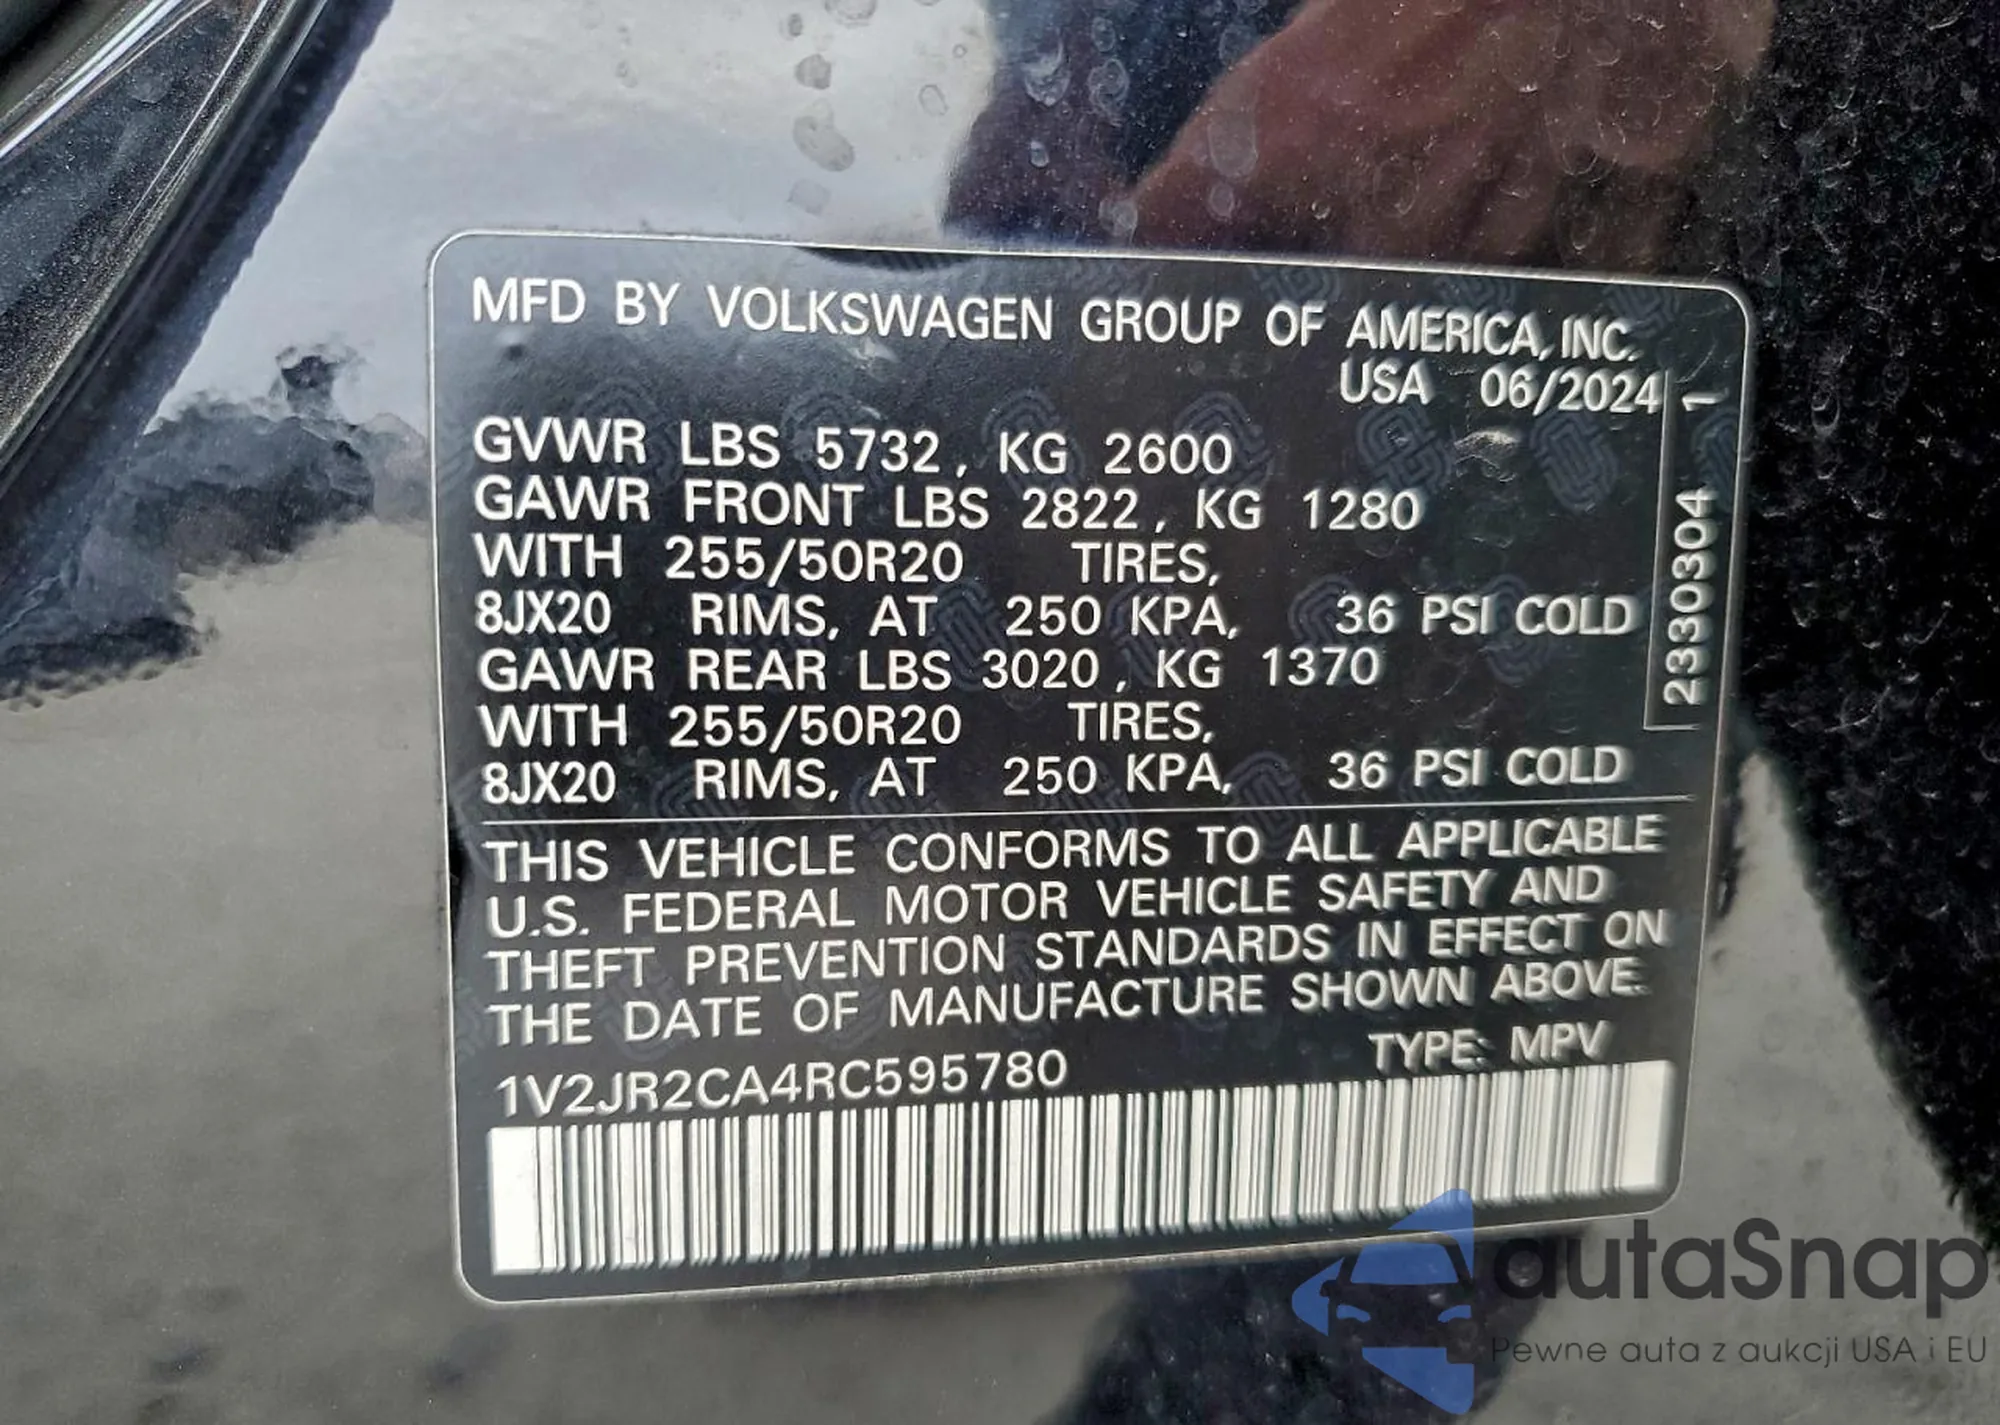 MFD BY VOLKSWAGEN GROUP OF AMERICA, INC.
USA 06/2024
GVWR LBS 5732, KG 2600
GAWR FRONT LBS 2822, KG 1280
WITH 255/50R20 TIRES,
8JX20 RIMS, AT 250 KPA, 36 PSI COLD
GAWR REAR LBS 3020, KG 1370
WITH 255/50R20 TIRES,
8JX20 RIMS, AT 250 KPA, 36 PSI COLD
2330304 1
THIS VEHICLE CONFORMS TO ALL APPLICABLE
U.S. FEDERAL MOTOR VEHICLE SAFETY AND
THEFT PREVENTION STANDARDS IN EFFECT ON
THE DATE OF MANUFACTURE SHOWN ABOVE.
TYPE: MPV
1V2JR2CA4RC595780
autaSnap
Pewne auta z aukcji USA i EU